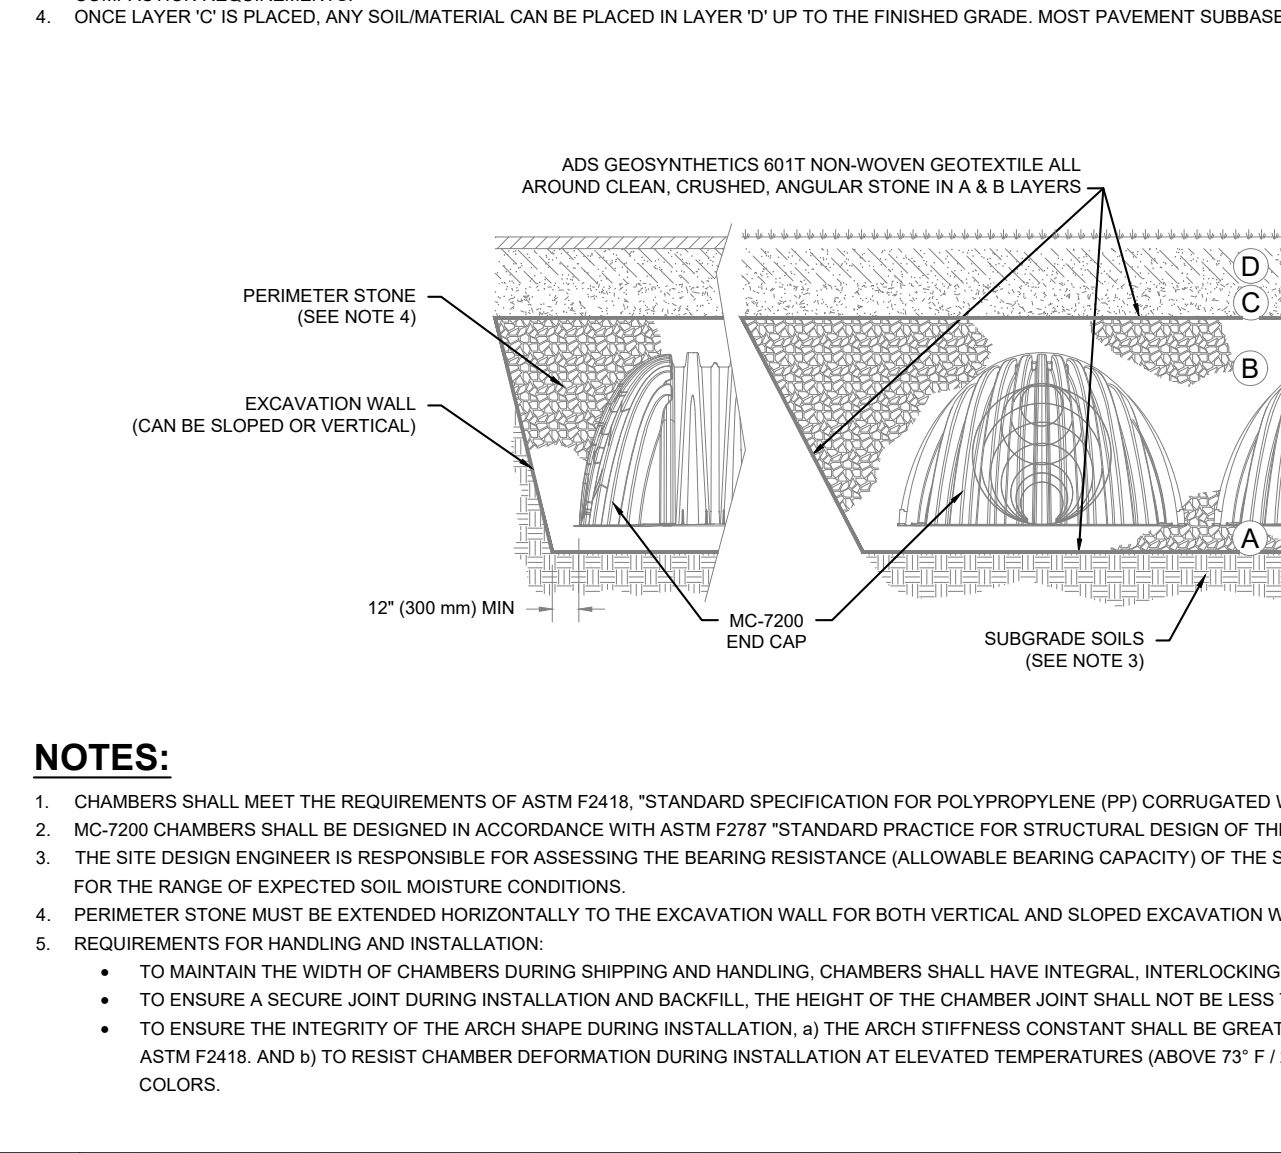 4. ONCE LAYER 'C' IS PLACED, ANY SOIL/MATERIAL CAN BE PLACED IN LAYER 'D' UP TO THE FINISHED GRADE. MOST PAVEMENT SUBBASE
ADS GEOSYNTHETICS 601T NON-WOVEN GEOTEXTILE ALL
AROUND CLEAN, CRUSHED, ANGULAR STONE IN A & B LAYERS
D
C
PERIMETER STONE
(SEE NOTE 4)
B
EXCAVATION WALL
(CAN BE SLOPED OR VERTICAL)
A
12" (300 mm) MIN
MC-7200
END CAP
SUBGRADE SOILS
(SEE NOTE 3)
NOTES:
1. CHAMBERS SHALL MEET THE REQUIREMENTS OF ASTM F2418, "STANDARD SPECIFICATION FOR POLYPROPYLENE (PP) CORRUGATED
2. MC-7200 CHAMBERS SHALL BE DESIGNED IN ACCORDANCE WITH ASTM F2787 "STANDARD PRACTICE FOR STRUCTURAL DESIGN OF
3. THE SITE DESIGN ENGINEER IS RESPONSIBLE FOR ASSESSING THE BEARING RESISTANCE (ALLOWABLE BEARING CAPACITY) OF THE
FOR THE RANGE OF EXPECTED SOIL MOISTURE CONDITIONS.
4. PERIMETER STONE MUST BE EXTENDED HORIZONTALLY TO THE EXCAVATION WALL FOR BOTH VERTICAL AND SLOPED EXCAVATION
5. REQUIREMENTS FOR HANDLING AND INSTALLATION:
• TO MAINTAIN THE WIDTH OF CHAMBERS DURING SHIPPING AND HANDLING, CHAMBERS SHALL HAVE INTEGRAL, INTERLOCKING
• TO ENSURE A SECURE JOINT DURING INSTALLATION AND BACKFILL, THE HEIGHT OF THE CHAMBER JOINT SHALL NOT BE LESS
• TO ENSURE THE INTEGRITY OF THE ARCH SHAPE DURING INSTALLATION, a) THE ARCH STIFFNESS CONSTANT SHALL BE GREAT
ASTM F2418. AND b) TO RESIST CHAMBER DEFORMATION DURING INSTALLATION AT ELEVATED TEMPERATURES (ABOVE 73° F /
COLORS.